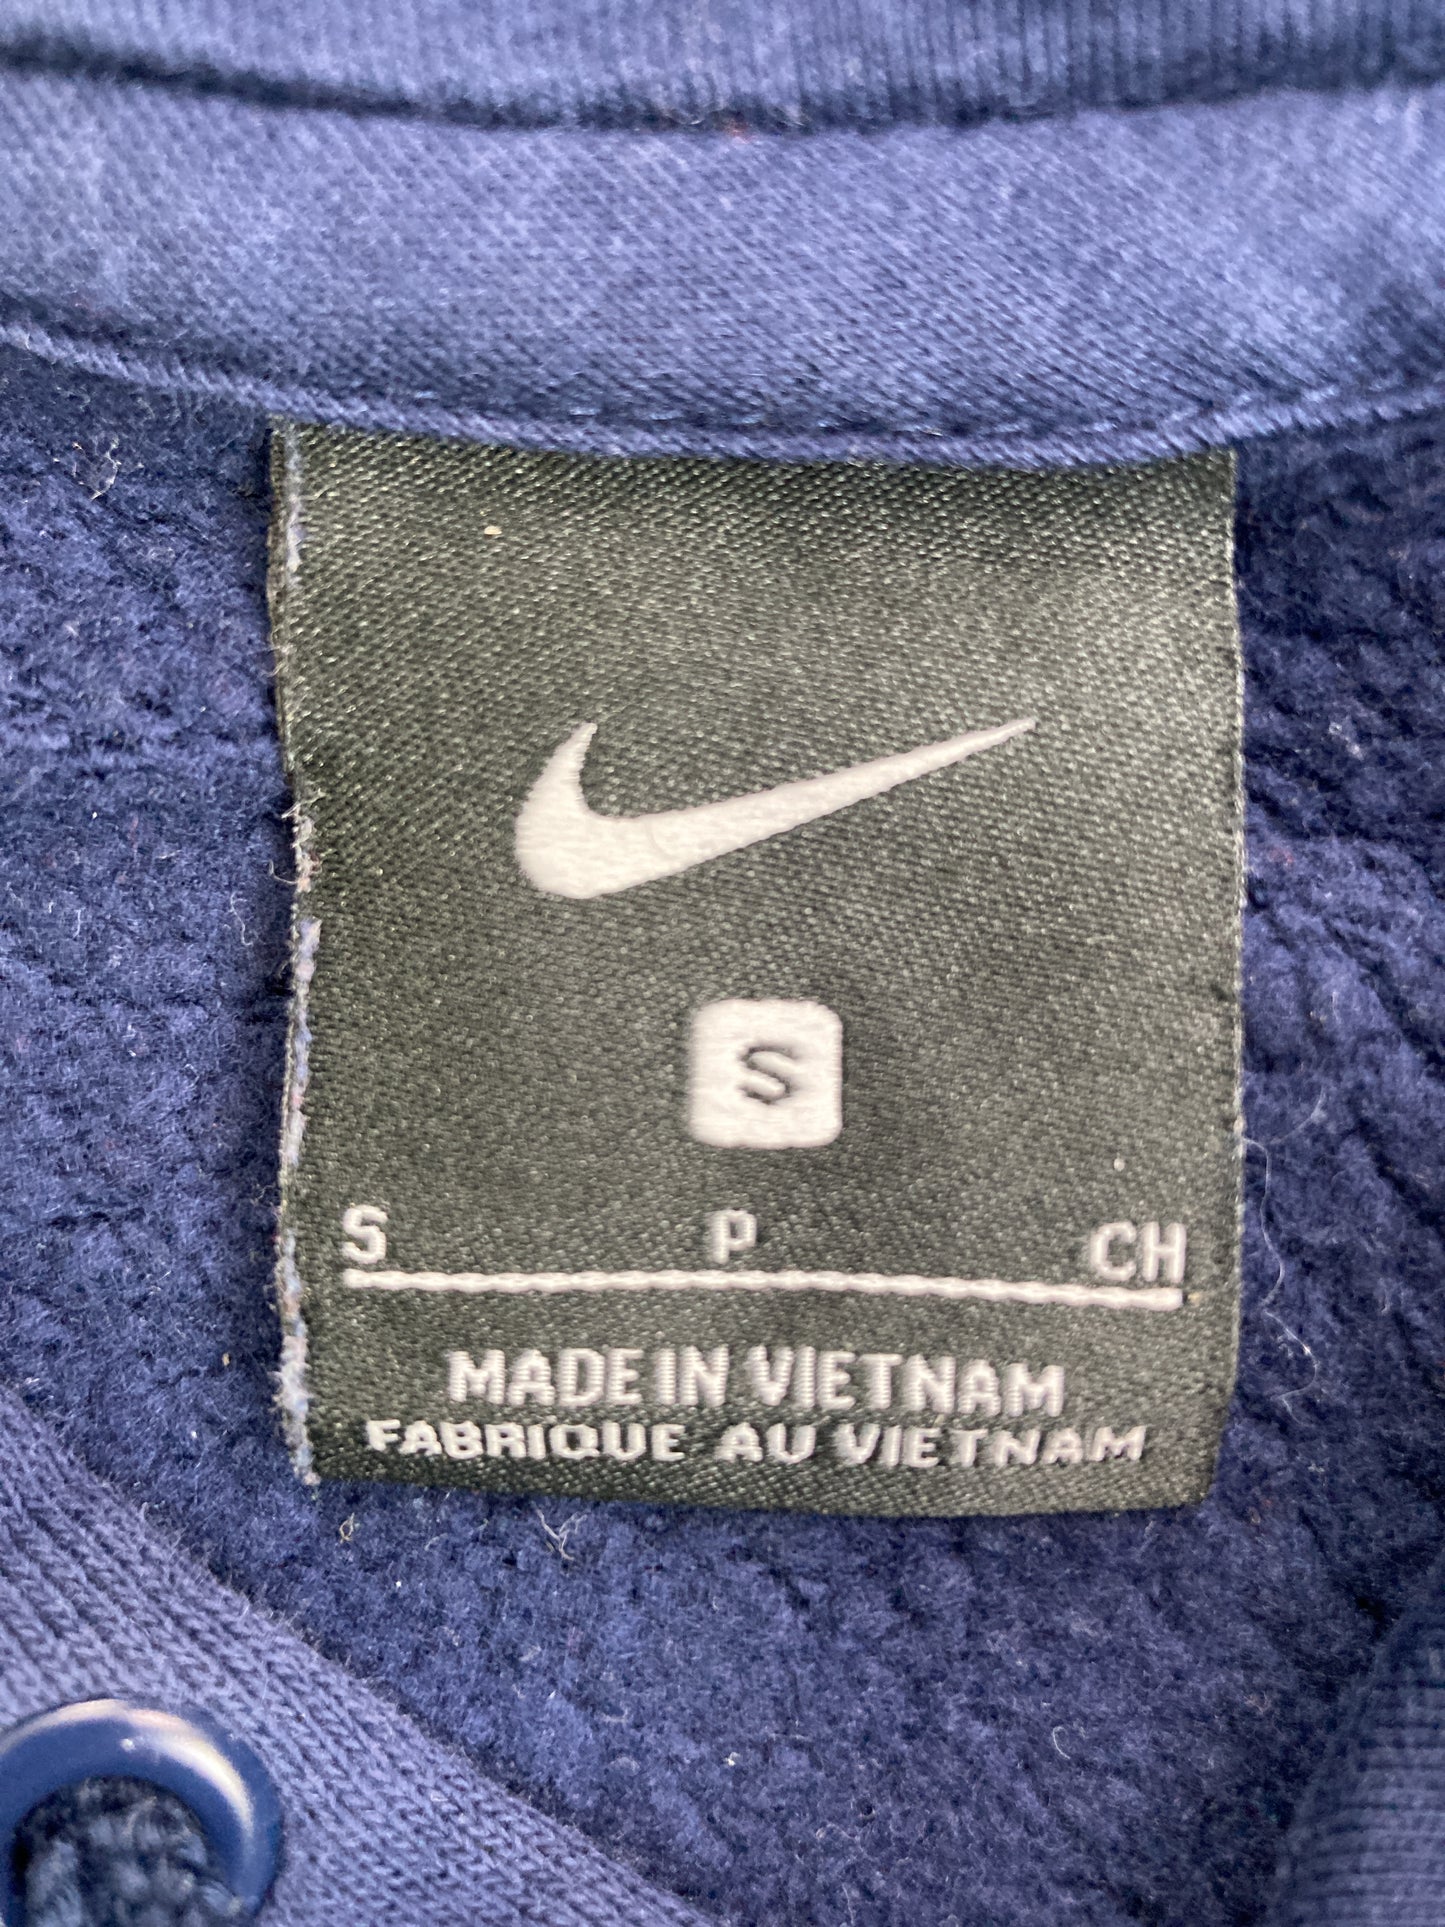 S
S P CH
MADE IN VIETNAM
FABRIQUE AU VIETNAM